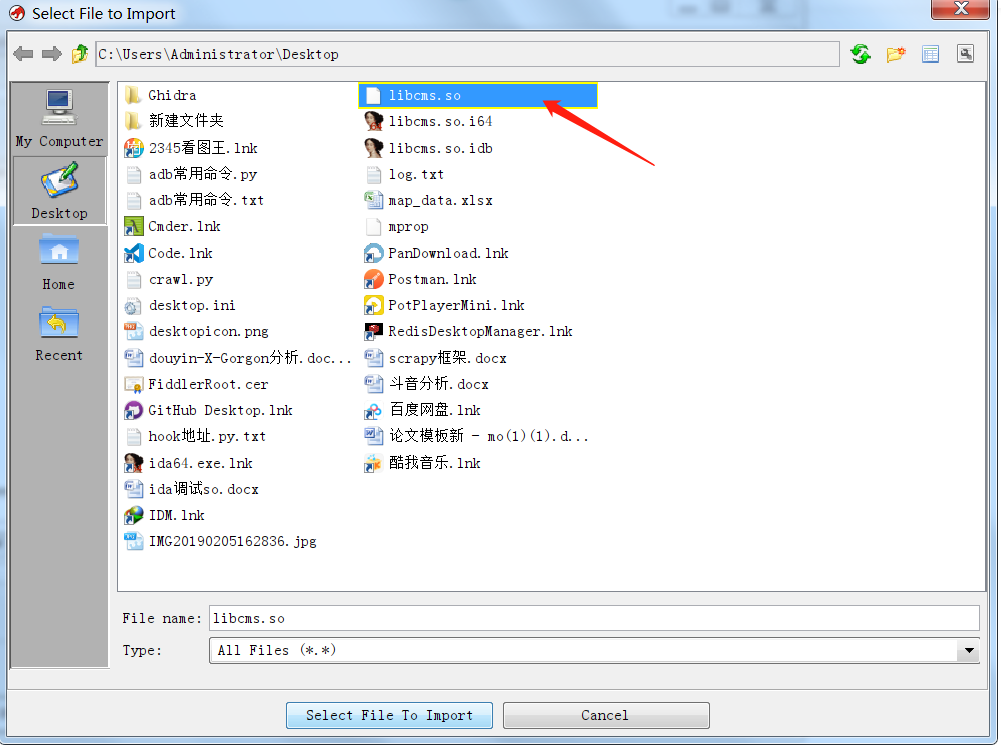 Select File to Import
C:\Users\Administrator\Desktop
My Computer
Desktop
Home
Recent
Ghidra
新建文件夹
2345看图王.lnk
adb常用命令.py
adb常用命令.txt
Cmder.lnk
Code.lnk
crawl.py
desktop.ini
desktopicon.png
douyin-X-Gorgon分析.doc...
FiddlerRoot.cer
GitHub Desktop.lnk
hook地址.py.txt
ida64.exe.lnk
ida调试so.docx
IDM.lnk
IMG20190205162836.jpg
libcms.so
libcms.so.i64
libcms.so.idb
log.txt
map_data.xlsx
mprop
PanDownload.lnk
Postman.lnk
PotPlayerMini.lnk
RedisDesktopManager.lnk
scrapy框架.docx
斗音分析.docx
百度网盘.lnk
论文模板新 - mo(1)(1).d...
酷我音乐.lnk
File name: libcms.so
Type: All Files (*.*)
Select File To Import
Cancel